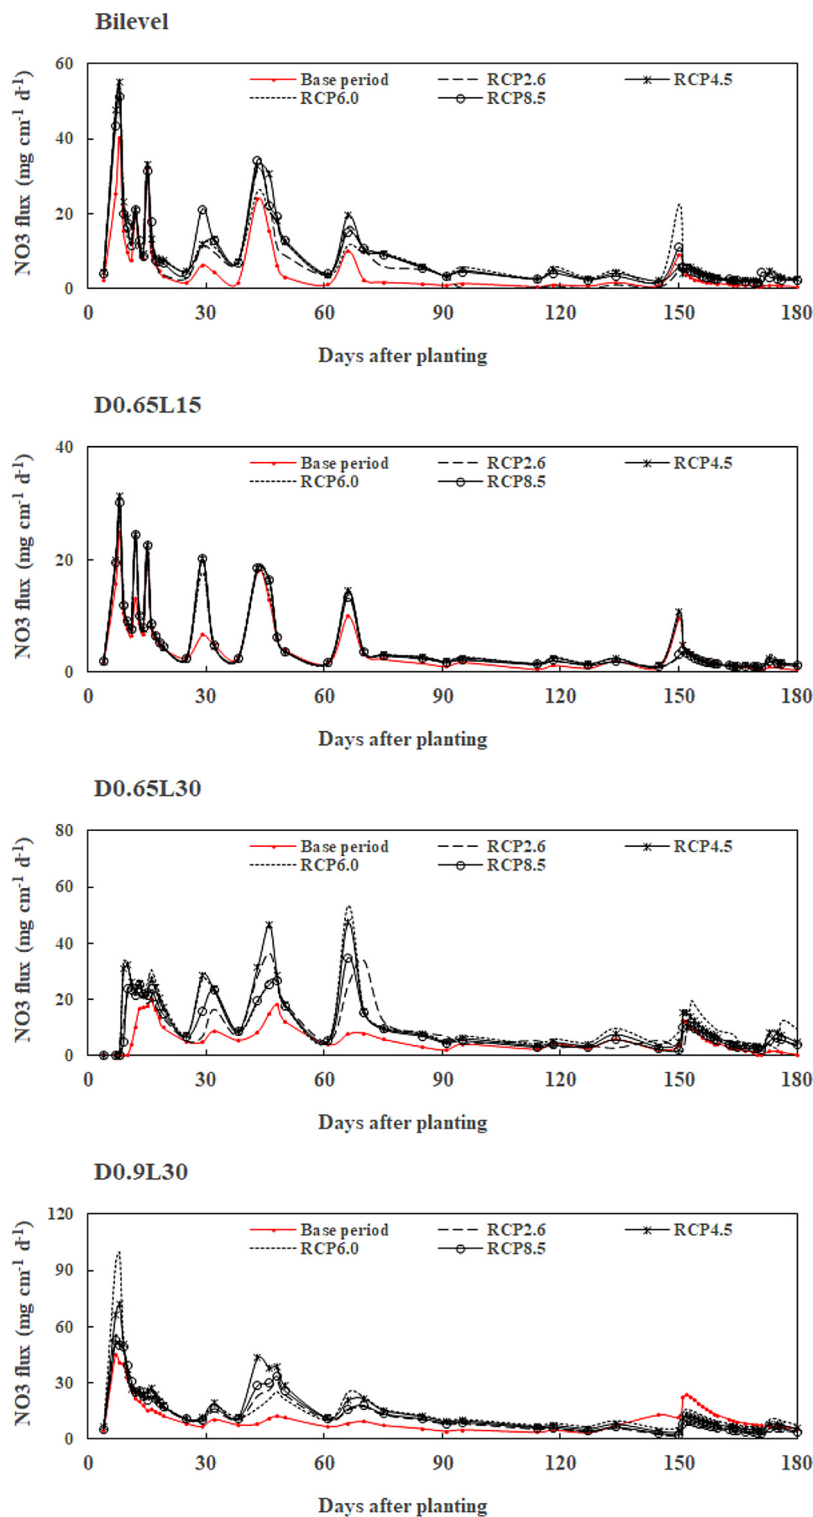 Bilevel
60
40
20
0
NO3 flux (mg cm-1 d-1)
Base period RCP2.6 RCP4.5
RCP6.0 RCP8.5
0 30 60 90 120 150 180
Days after planting
D0.65L15
40
20
0
NO3 flux (mg cm-1 d-1)
Base period RCP2.6 RCP4.5
RCP6.0 RCP8.5
0 30 60 90 120 150 180
Days after planting
D0.65L30
80
60
40
20
0
NO3 flux (mg cm-1 d-1)
Base period RCP2.6 RCP4.5
RCP6.0 RCP8.5
0 30 60 90 120 150 180
Days after planting
D0.9L30
120
90
60
30
0
NO3 flux (mg cm-1 d-1)
Base period RCP2.6 RCP4.5
RCP6.0 RCP8.5
0 30 60 90 120 150 180
Days after planting